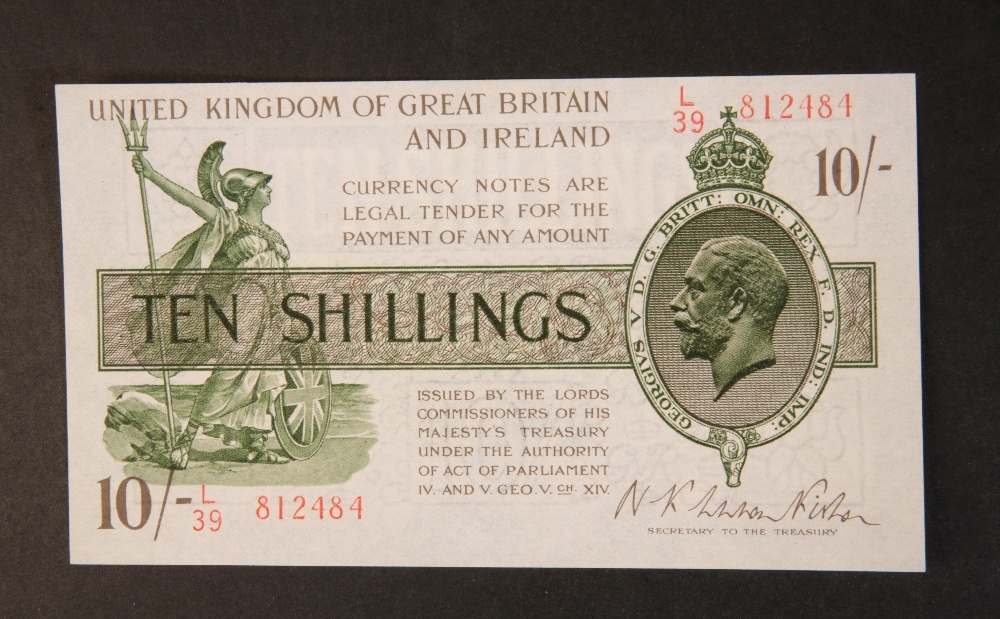 UNITED KINGDOM OF GREAT BRITAIN
AND IRELAND
L
39 812484
10/-
CURRENCY NOTES ARE
LEGAL TENDER FOR THE
PAYMENT OF ANY AMOUNT
GEORGIVS V D. G. BRITT: OMN: REX F. D. IND: IMP:
TEN SHILLINGS
ISSUED BY THE LORDS
COMMISSIONERS OF HIS
MAJESTY'S TREASURY
UNDER THE AUTHORITY
OF ACT OF PARLIAMENT
IV. AND V. GEO. V. CH. XIV.
10/-
L
39 812484
SECRETARY TO THE TREASURY